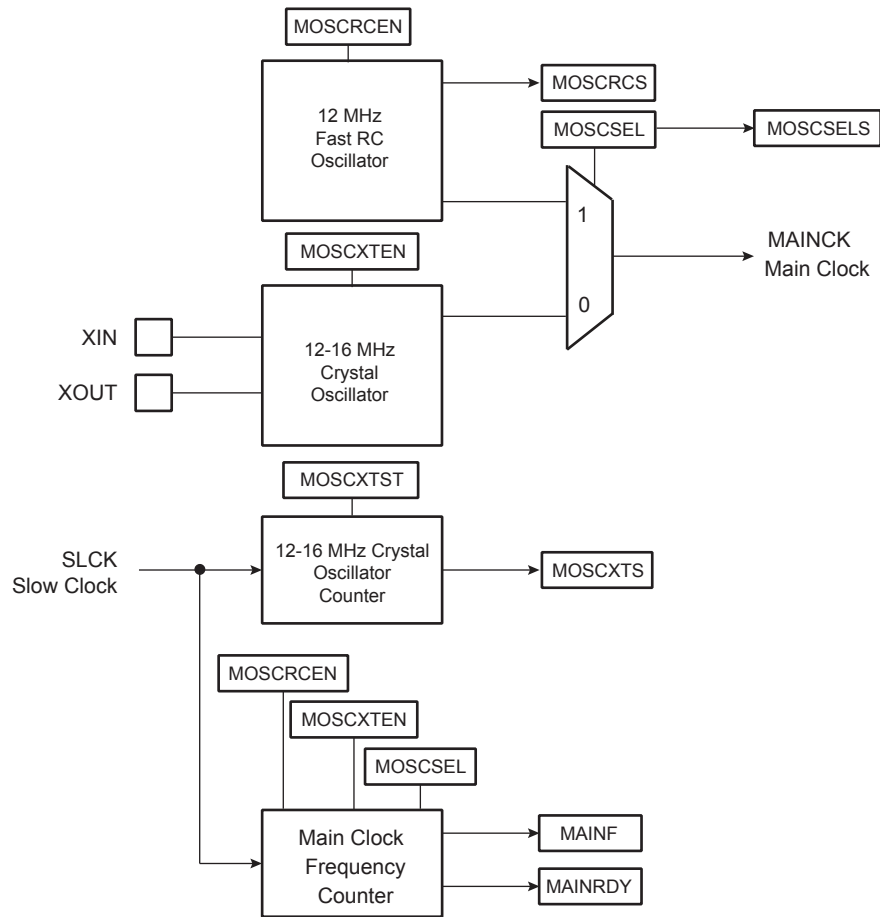 MOSCRCEN
12 MHz
Fast RC
Oscillator
MOSCRCS
MOSCSEL
MOSCSELS
1
MAINCK
Main Clock
MOSCXTEN
0
XIN
XOUT
12-16 MHz
Crystal
Oscillator
MOSCXTST
SLCK
Slow Clock
12-16 MHz Crystal
Oscillator
Counter
MOSCXTS
MOSCRCEN
MOSCXTEN
MOSCSEL
Main Clock
Frequency
Counter
MAINF
MAINRDY